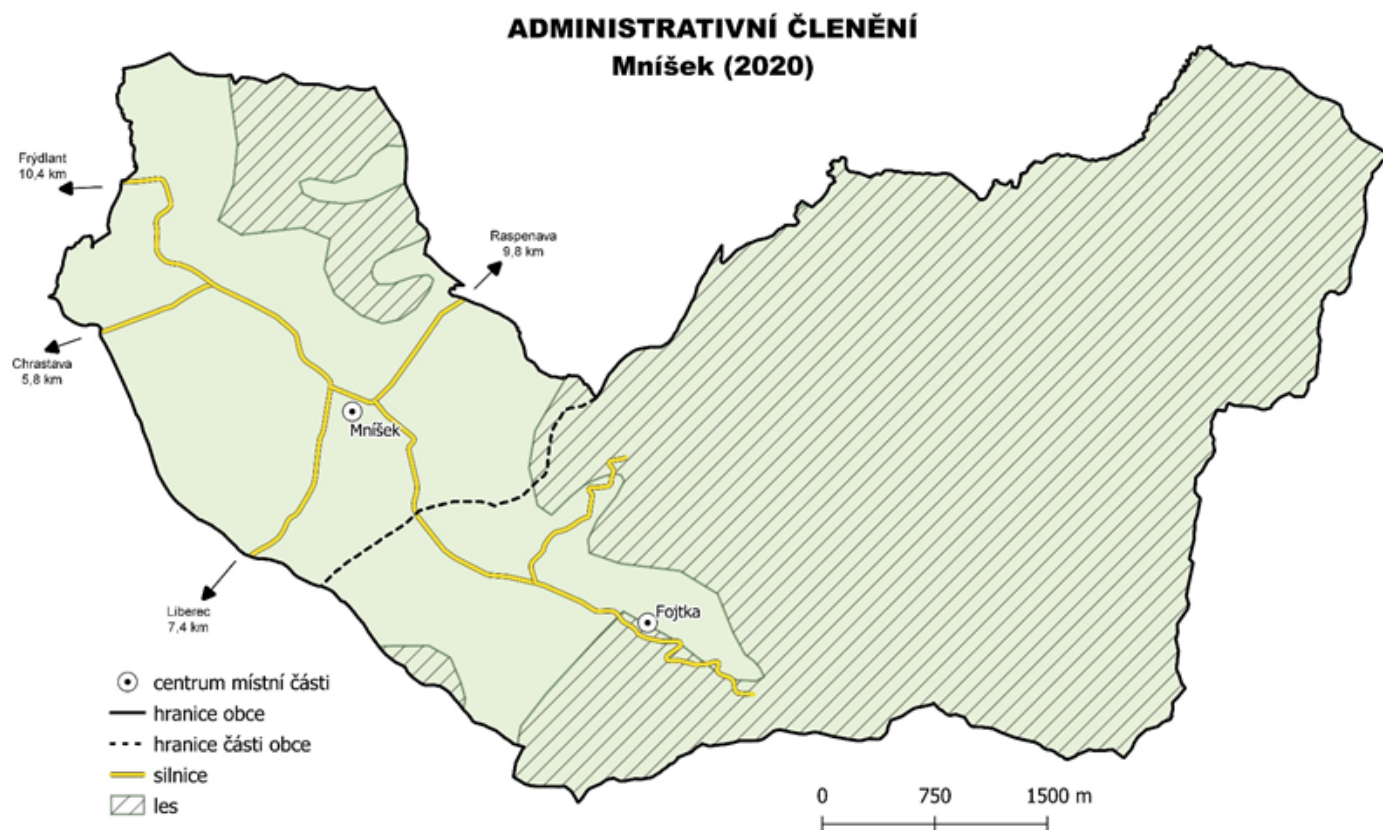 ADMINISTRATIVNÍ ČLENĚNÍ
Mníšek (2020)
Frýdlant
10,4 km
Raspenava
9,8 km
Chrastava
5,8 km
Mníšek
Fojtka
Liberec
7,4 km
centrum místní části
hranice obce
hranice části obce
silnice
les
0 750 1500 m